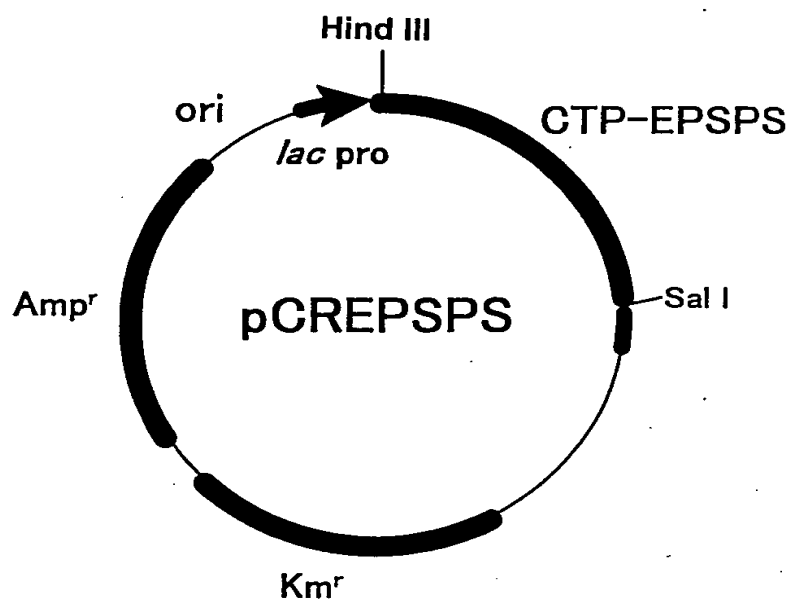 Hind III
ori
CTP-EPSPS
lac pro
Ampʳ
pCREPSPS
Sal I
Kmʳ